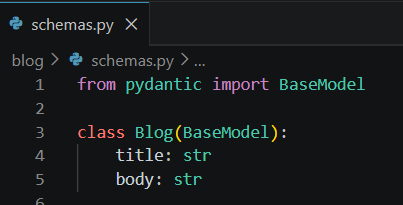 schemas.py
blog > schemas.py > ...
1 from pydantic import BaseModel
2
3 class Blog(BaseModel):
4     title: str
5     body: str
6